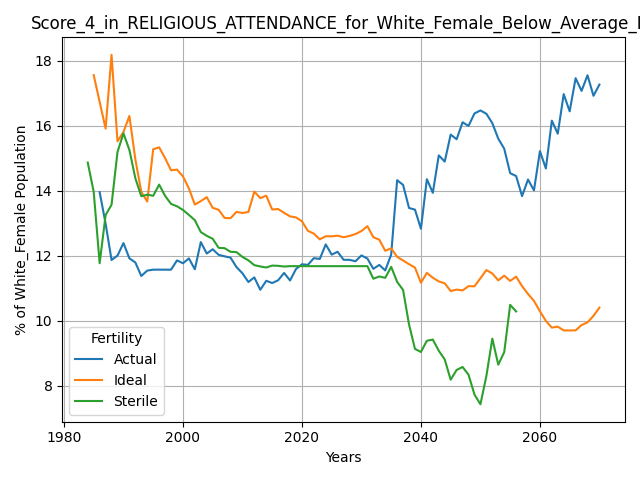 Score_4_in_RELIGIOUS_ATTENDANCE_for_White_Female_Below_Average_
% of White_Female Population
18
16
14
12
10
8
Fertility
Actual
Ideal
Sterile
1980 2000 2020 2040 2060
Years